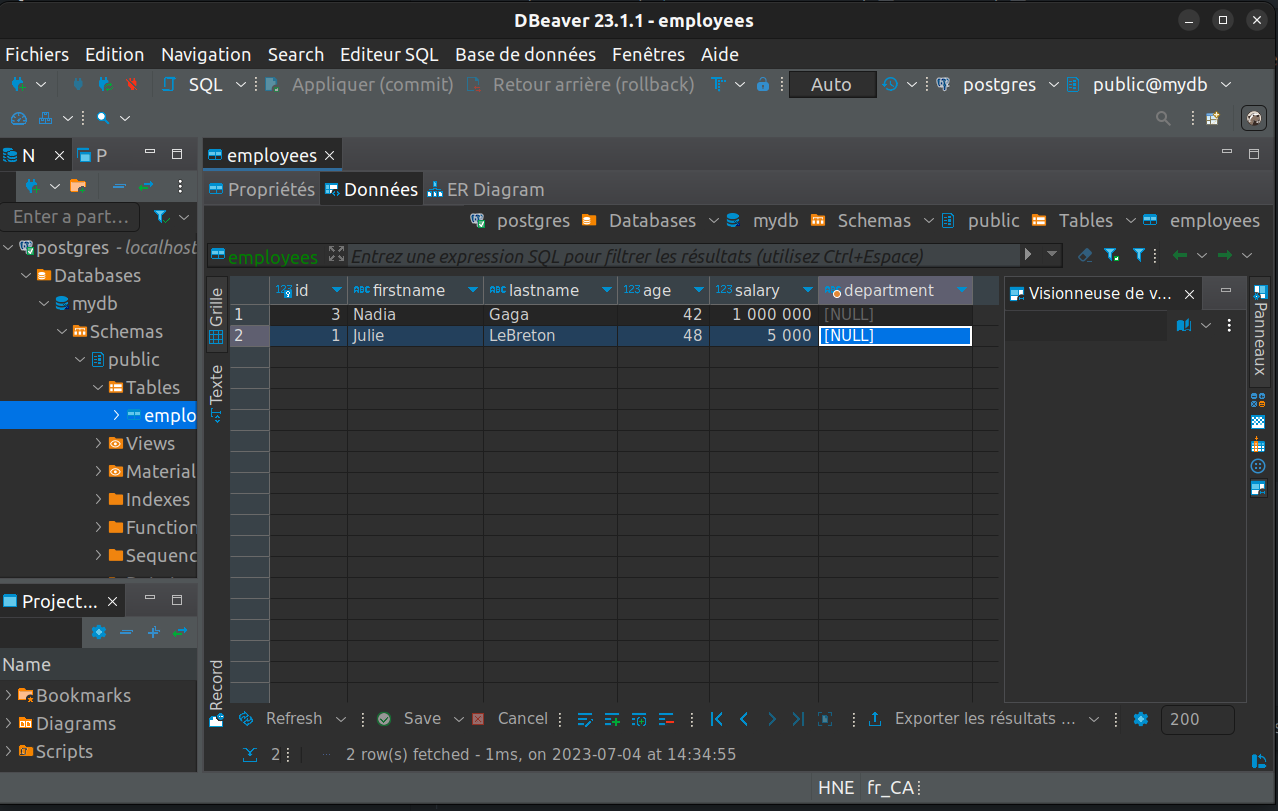 DBeaver 23.1.1 - employees
Fichiers Edition Navigation Search Editeur SQL Base de données Fenêtres Aide
SQL Appliquer (commit) Retour arrière (rollback) Auto postgres public@mydb
N P employees
Propriétés Données ER Diagram
Enter a part...
postgres Databases mydb Schemas public Tables employees
postgres - localhost
employees Entrez une expression SQL pour filtrer les résultats (utilisez Ctrl+Espace)
Databases
mydb
Schemas
public
Tables
emplo
Views
Material
Indexes
Function
Sequenc
Grille
Texte
Record
123 id ABC firstname ABC lastname 123 age 123 salary department
1 3 Nadia Gaga 42 1 000 000 [NULL]
2 1 Julie LeBreton 48 5 000 [NULL]
Visionneuse de v...
Panneaux
Project...
Name
Bookmarks
Diagrams
Scripts
Refresh Save Cancel Exporter les résultats ... 200
2 2 row(s) fetched - 1ms, on 2023-07-04 at 14:34:55
HNE fr_CA